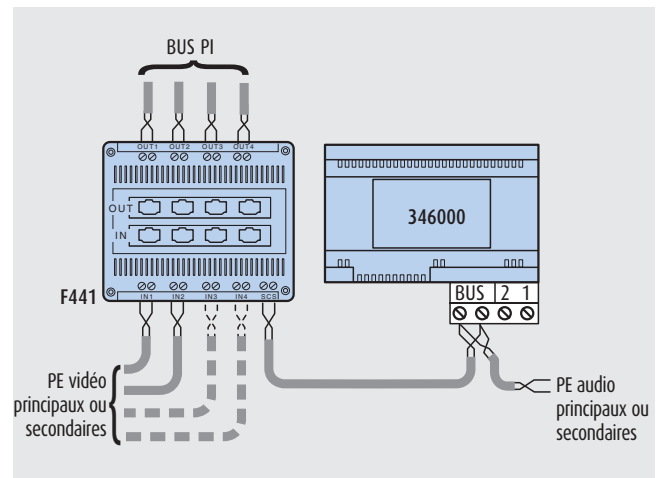 BUS PI
OUT1 OUT2 OUT3 OUT4
OUT
346000
IN
F441
IN1 IN2 IN3 IN4 SCS
BUS 2 1
PE vidéo
principaux ou
secondaires
PE audio
principaux ou
secondaires